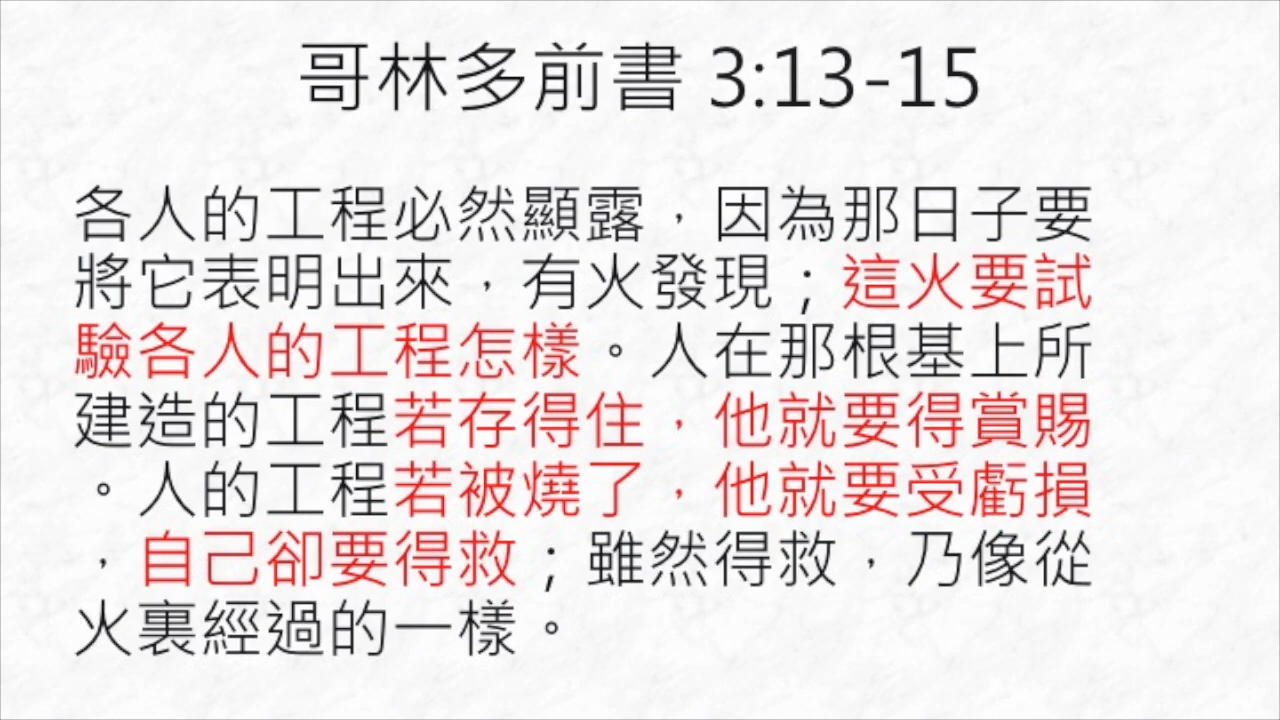 哥林多前書 3:13-15
各人的工程必然顯露，因為那日子要
將它表明出來，有火發現；這火要試
驗各人的工程怎樣。人在那根基上所
建造的工程若存得住，他就要得賞賜
。人的工程若被燒了，他就要受虧損
，自己卻要得救；雖然得救，乃像從
火裏經過的一樣。